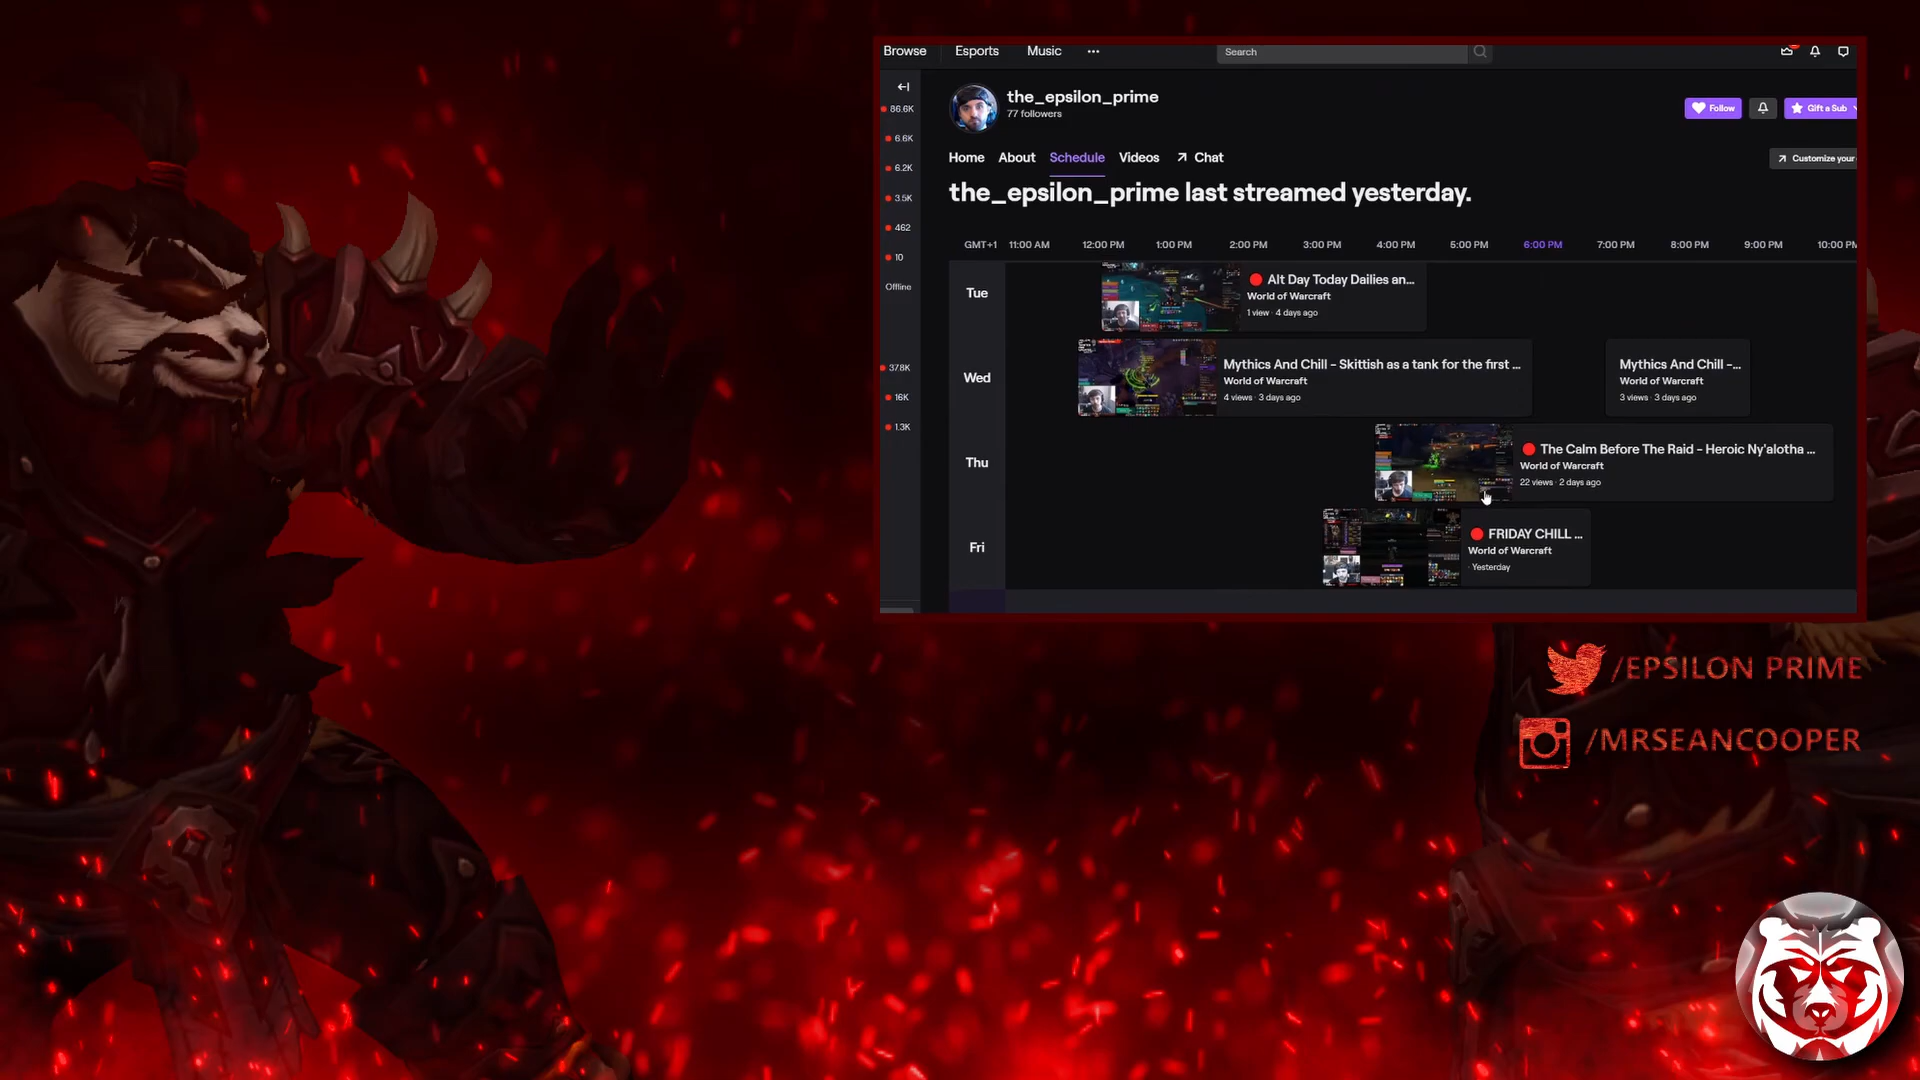 Browse Esports Music ···
Search
the_epsilon_prime
77 followers
Follow
Gift a Sub
Home About Schedule Videos Chat
Customize your
the_epsilon_prime last streamed yesterday.
GMT+1 11:00 AM 12:00 PM 1:00 PM 2:00 PM 3:00 PM 4:00 PM 5:00 PM 6:00 PM 7:00 PM 8:00 PM 9:00 PM 10:00 PM
86.6K
6.6K
6.2K
3.5K
462
10
Offline
37.8K
16K
1.3K
Tue
Alt Day Today Dailies an...
World of Warcraft
1 view · 4 days ago
Wed
Mythics And Chill - Skittish as a tank for the first ...
World of Warcraft
4 views · 3 days ago
Mythics And Chill -...
World of Warcraft
3 views · 3 days ago
Thu
The Calm Before The Raid - Heroic Ny'alotha ...
World of Warcraft
22 views · 2 days ago
Fri
FRIDAY CHILL ...
World of Warcraft
· Yesterday
/EPSILON PRIME
/MRSEANCOOPER